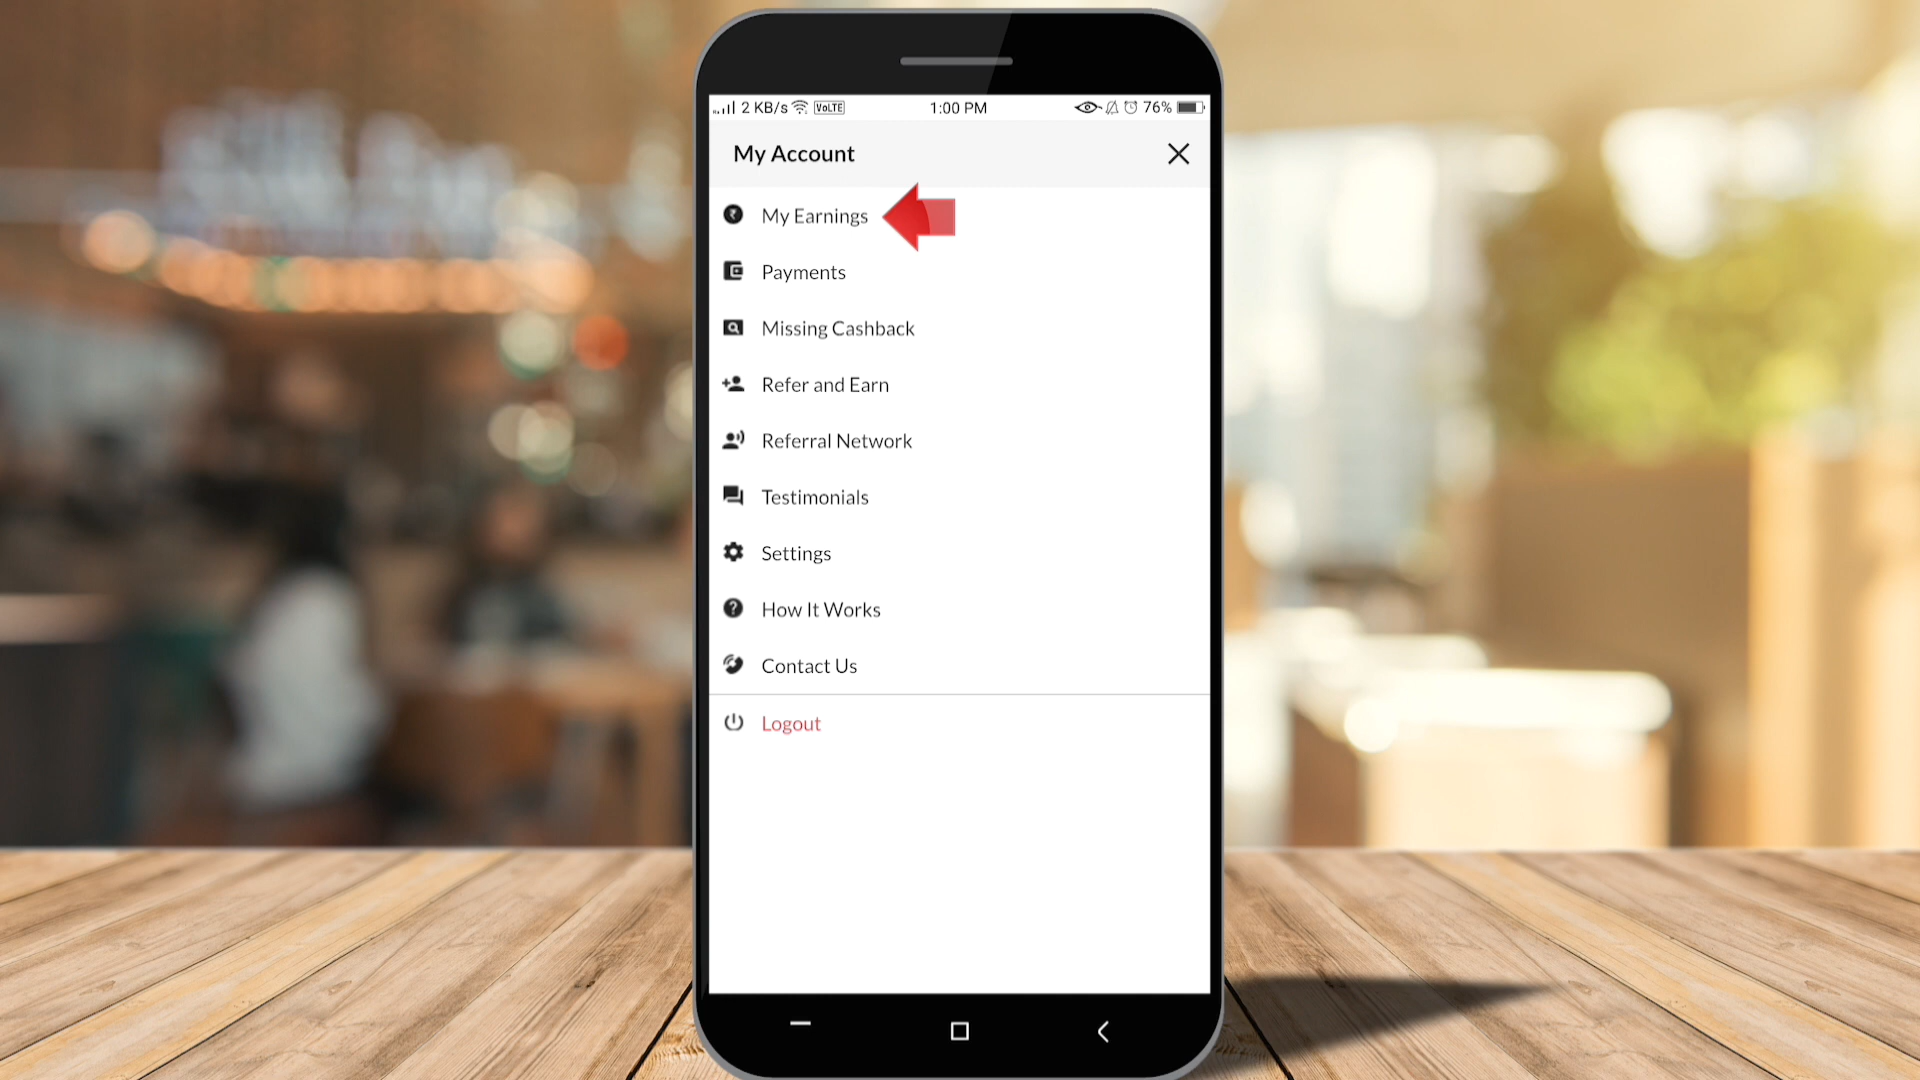 2 KB/s VoLTE 1:00 PM 76%
My Account
My Earnings
Payments
Missing Cashback
Refer and Earn
Referral Network
Testimonials
Settings
How It Works
Contact Us
Logout